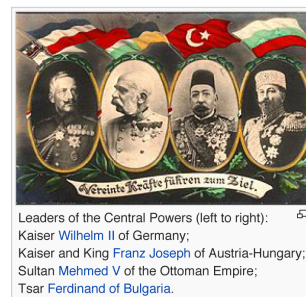 Vereinte Kräfte führen zum Ziel.
Leaders of the Central Powers (left to right):
Kaiser Wilhelm II of Germany;
Kaiser and King Franz Joseph of Austria-Hungary;
Sultan Mehmed V of the Ottoman Empire;
Tsar Ferdinand of Bulgaria.